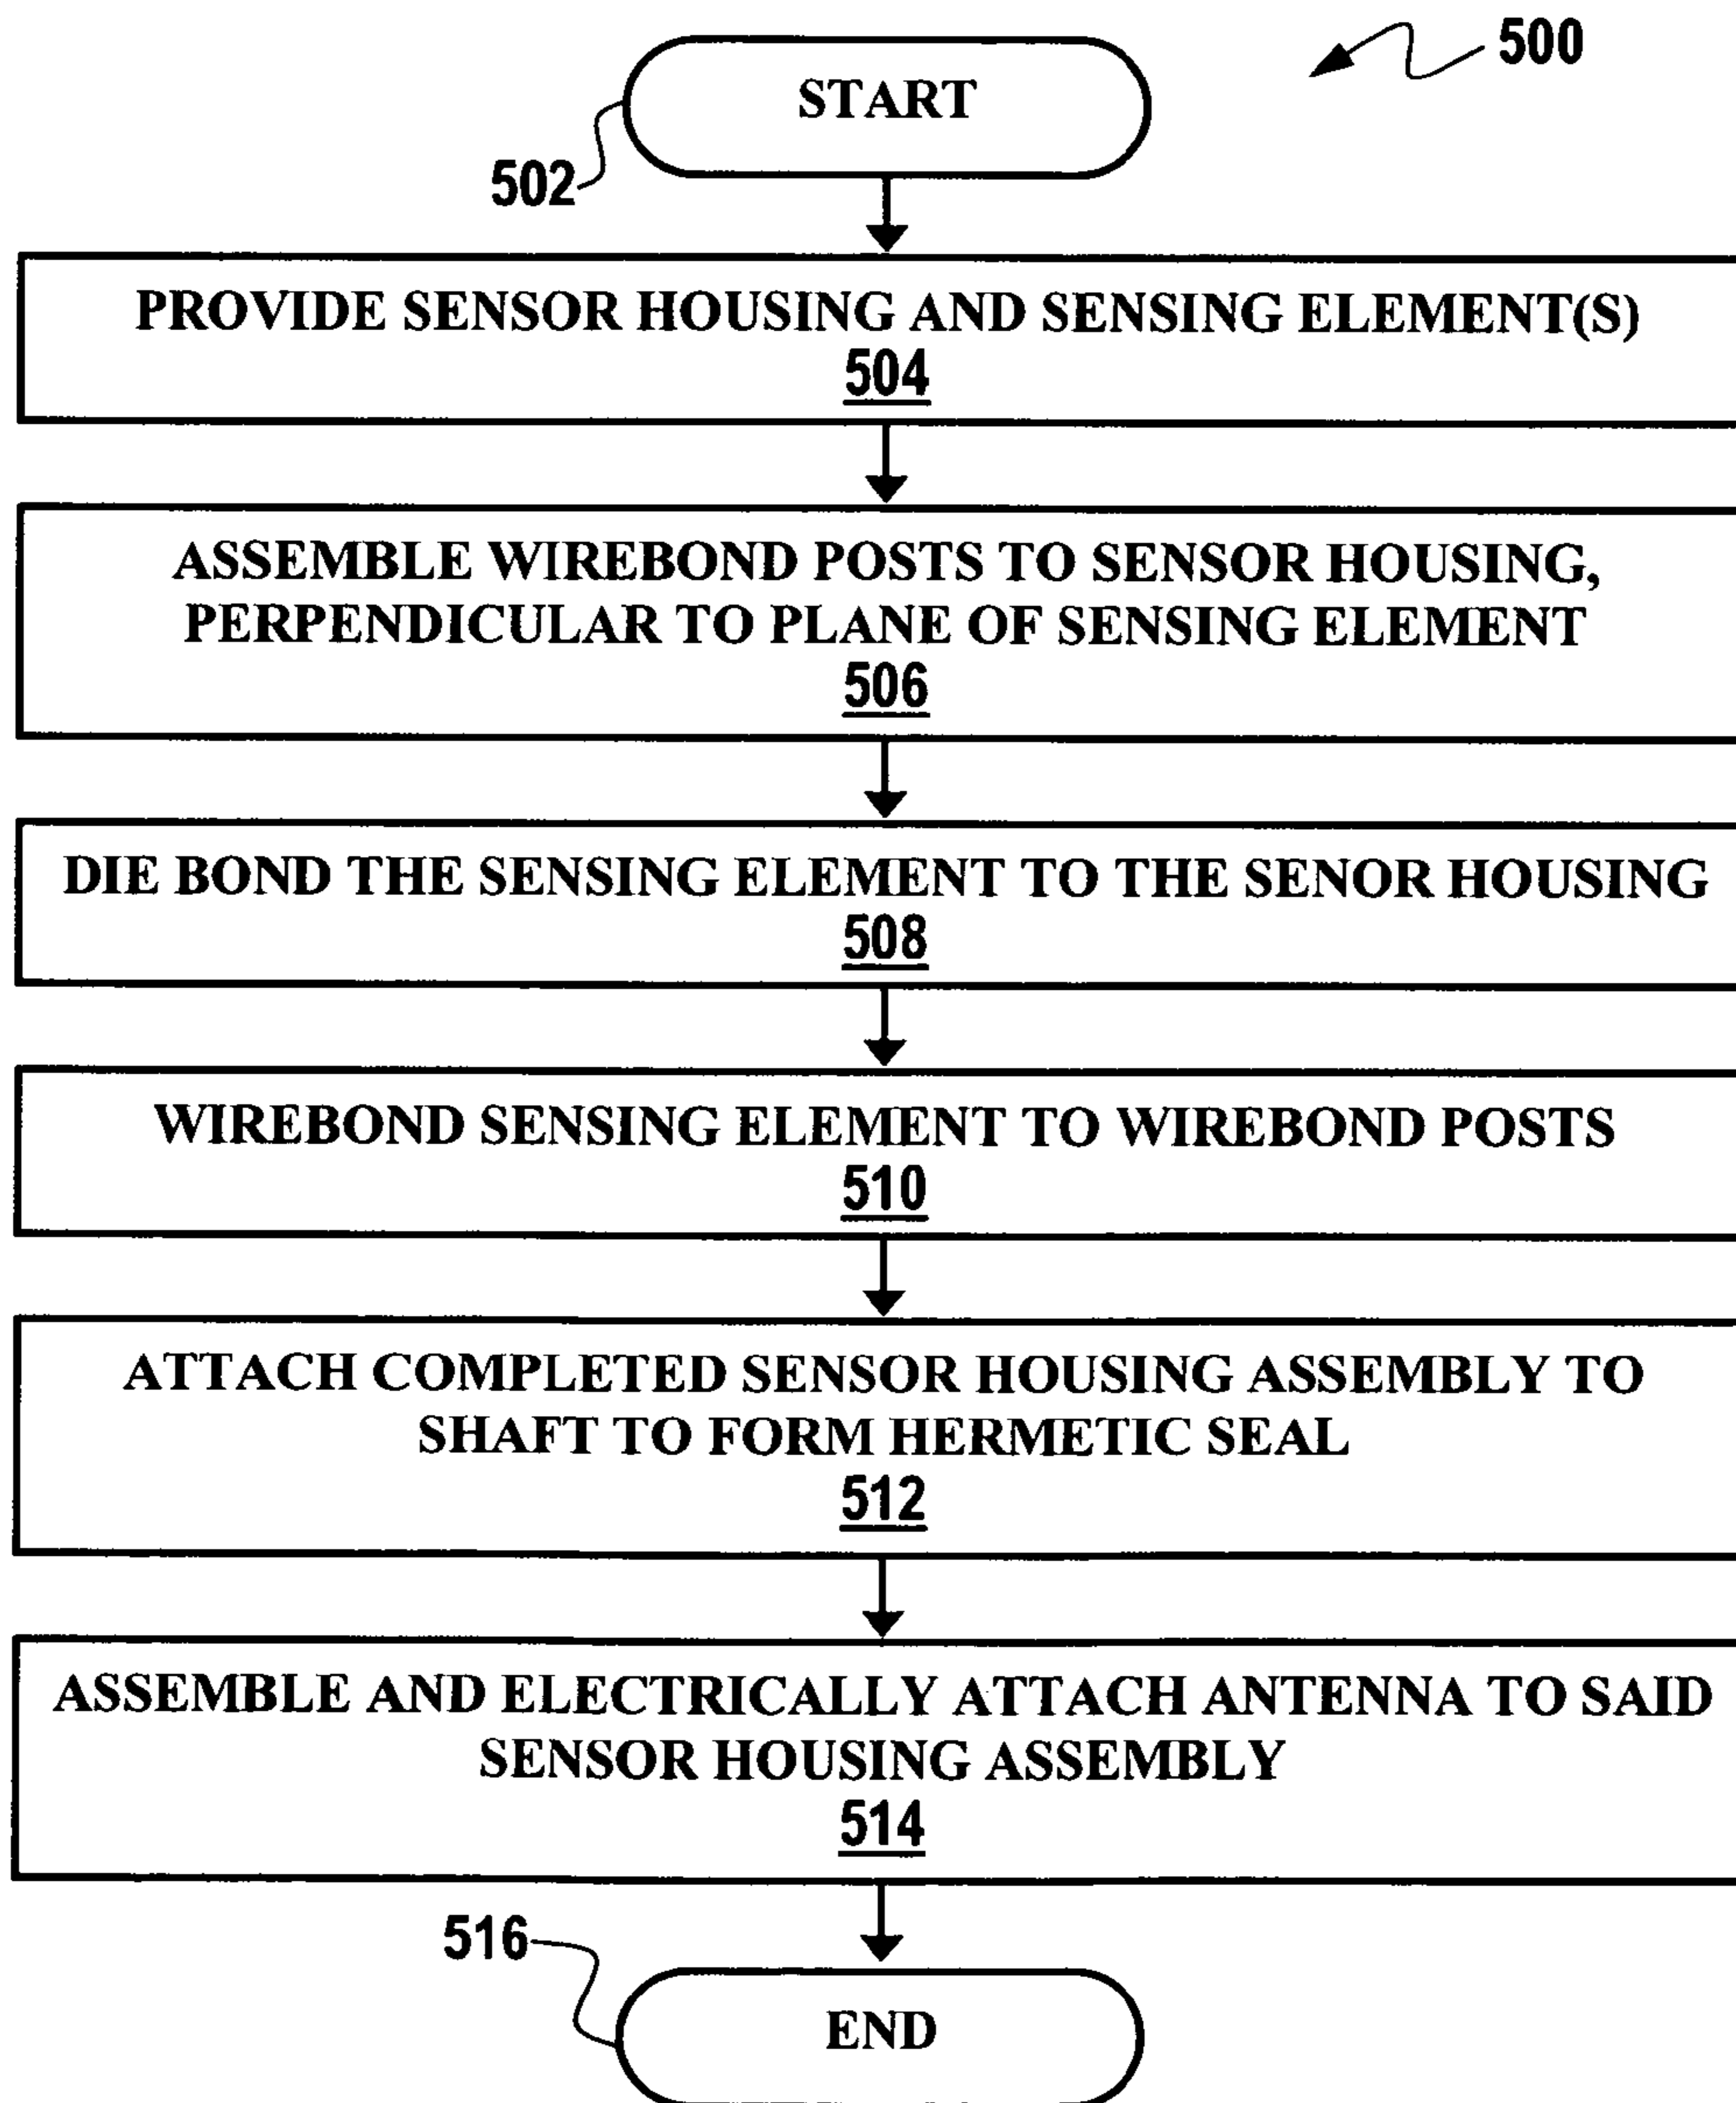 500
START
502
PROVIDE SENSOR HOUSING AND SENSING ELEMENT(S)
504
ASSEMBLE WIREBOND POSTS TO SENSOR HOUSING,
PERPENDICULAR TO PLANE OF SENSING ELEMENT
506
DIE BOND THE SENSING ELEMENT TO THE SENOR HOUSING
508
WIREBOND SENSING ELEMENT TO WIREBOND POSTS
510
ATTACH COMPLETED SENSOR HOUSING ASSEMBLY TO
SHAFT TO FORM HERMETIC SEAL
512
ASSEMBLE AND ELECTRICALLY ATTACH ANTENNA TO SAID
SENSOR HOUSING ASSEMBLY
514
516
END